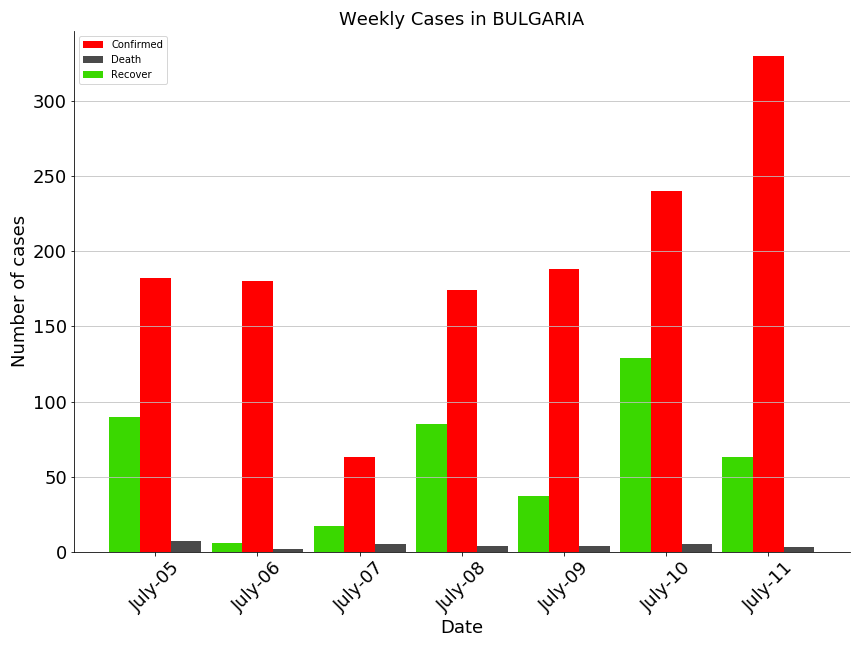 Weekly Cases in BULGARIA
Confirmed
Death
Recover
Number of cases
300
250
200
150
100
50
0
July-05
July-06
July-07
July-08
July-09
July-10
July-11
Date